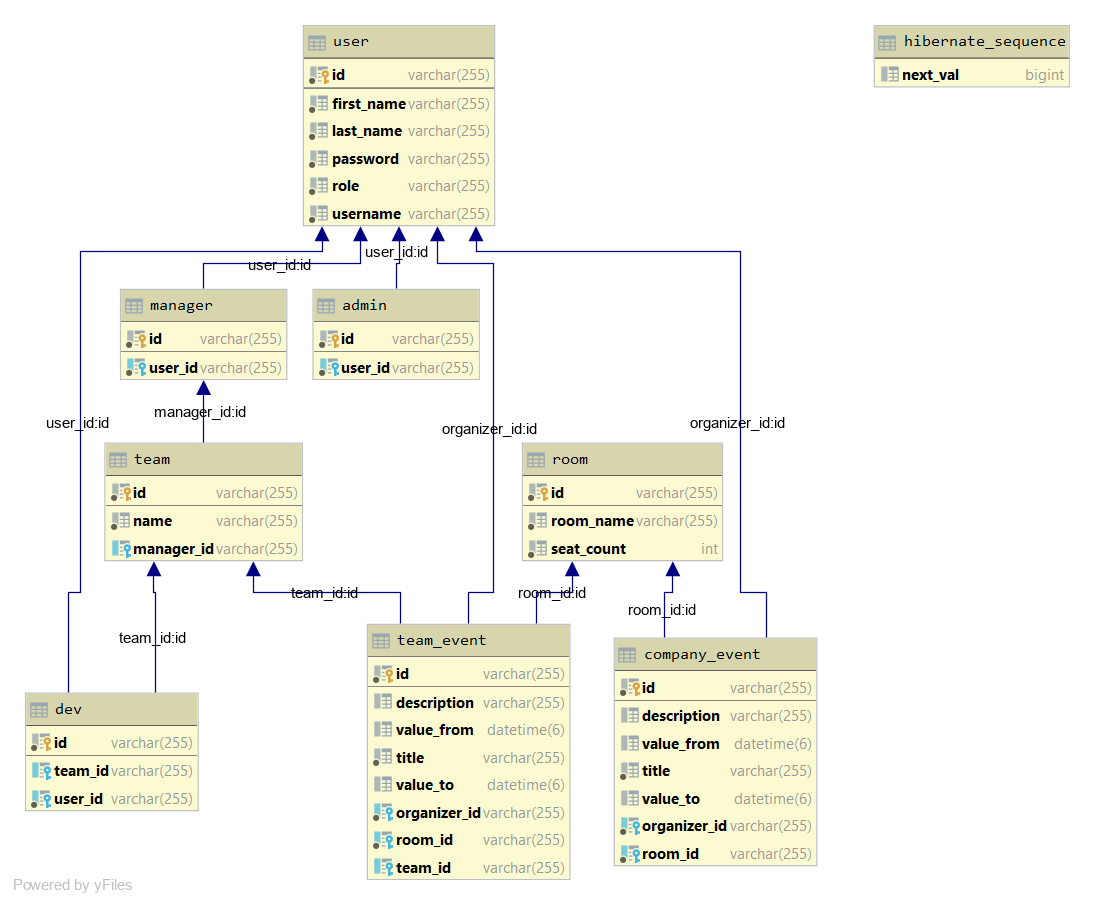 user
id varchar(255)
first_name varchar(255)
last_name varchar(255)
password varchar(255)
role varchar(255)
username varchar(255)
hibernate_sequence
next_val bigint
user_id:id
user_id:id
manager
id varchar(255)
user_id varchar(255)
admin
id varchar(255)
user_id varchar(255)
manager_id:id
user_id:id
organizer_id:id
organizer_id:id
team
id varchar(255)
name varchar(255)
manager_id varchar(255)
room
id varchar(255)
room_name varchar(255)
seat_count int
team_id:id
room_id:id
room_id:id
team_id:id
team_event
id varchar(255)
description varchar(255)
value_from datetime(6)
title varchar(255)
value_to datetime(6)
organizer_id varchar(255)
room_id varchar(255)
team_id varchar(255)
company_event
id varchar(255)
description varchar(255)
value_from datetime(6)
title varchar(255)
value_to datetime(6)
organizer_id varchar(255)
room_id varchar(255)
dev
id varchar(255)
team_id varchar(255)
user_id varchar(255)
Powered by yFiles